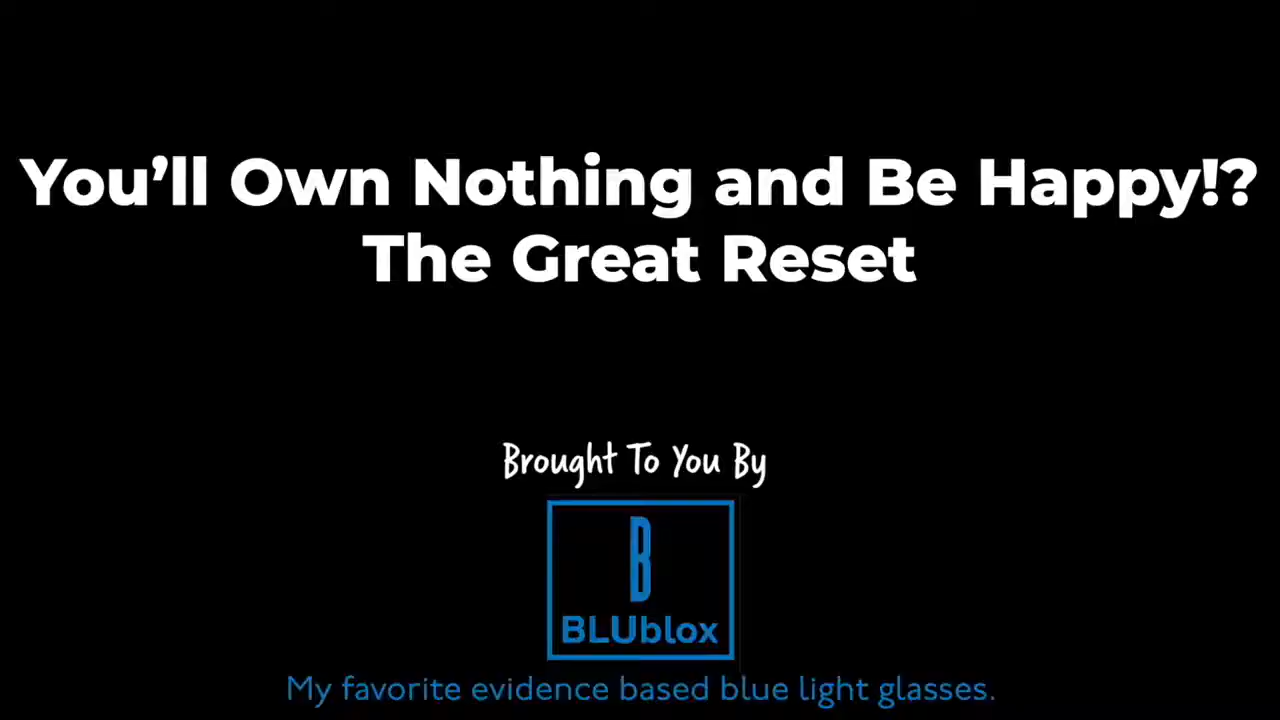 You’ll Own Nothing and Be Happy!?
The Great Reset
Brought To You By
B
BLUblox
My favorite evidence based blue light glasses.